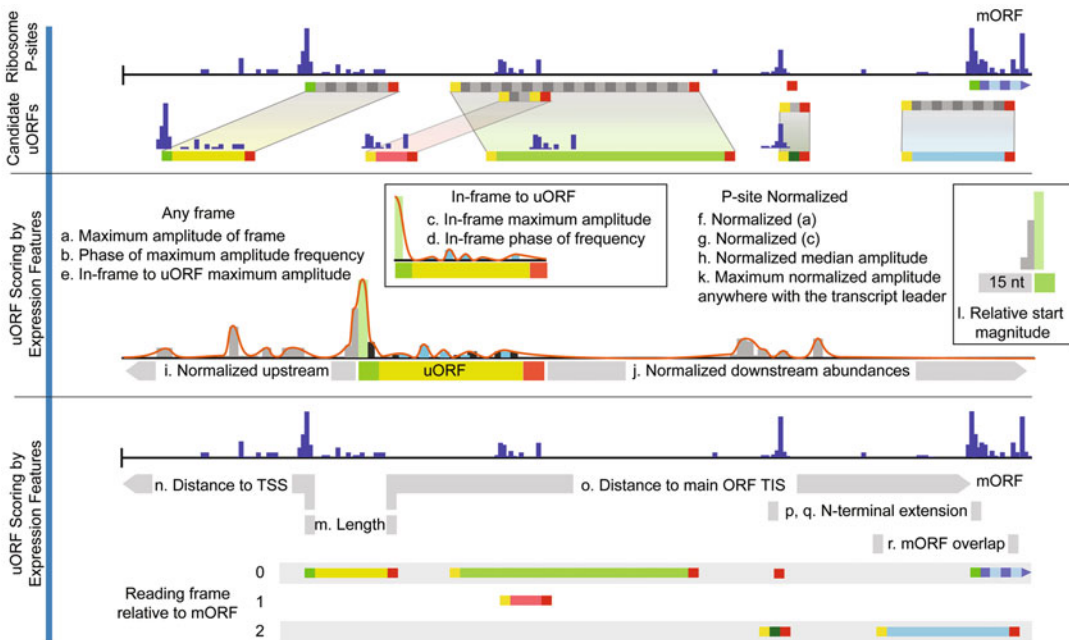 Ribosome
P-sites
mORF
Candidate
uORFs
uORF Scoring by
Expression Features
Any frame
a. Maximum amplitude of frame
b. Phase of maximum amplitude frequency
e. In-frame to uORF maximum amplitude
In-frame to uORF
c. In-frame maximum amplitude
d. In-frame phase of frequency
P-site Normalized
f. Normalized (a)
g. Normalized (c)
h. Normalized median amplitude
k. Maximum normalized amplitude
anywhere with the transcript leader
15 nt
l. Relative start
magnitude
i. Normalized upstream
uORF
j. Normalized downstream abundances
uORF Scoring by
Expression Features
n. Distance to TSS
o. Distance to main ORF TIS
mORF
m. Length
p, q. N-terminal extension
r. mORF overlap
Reading frame
relative to mORF
0
1
2